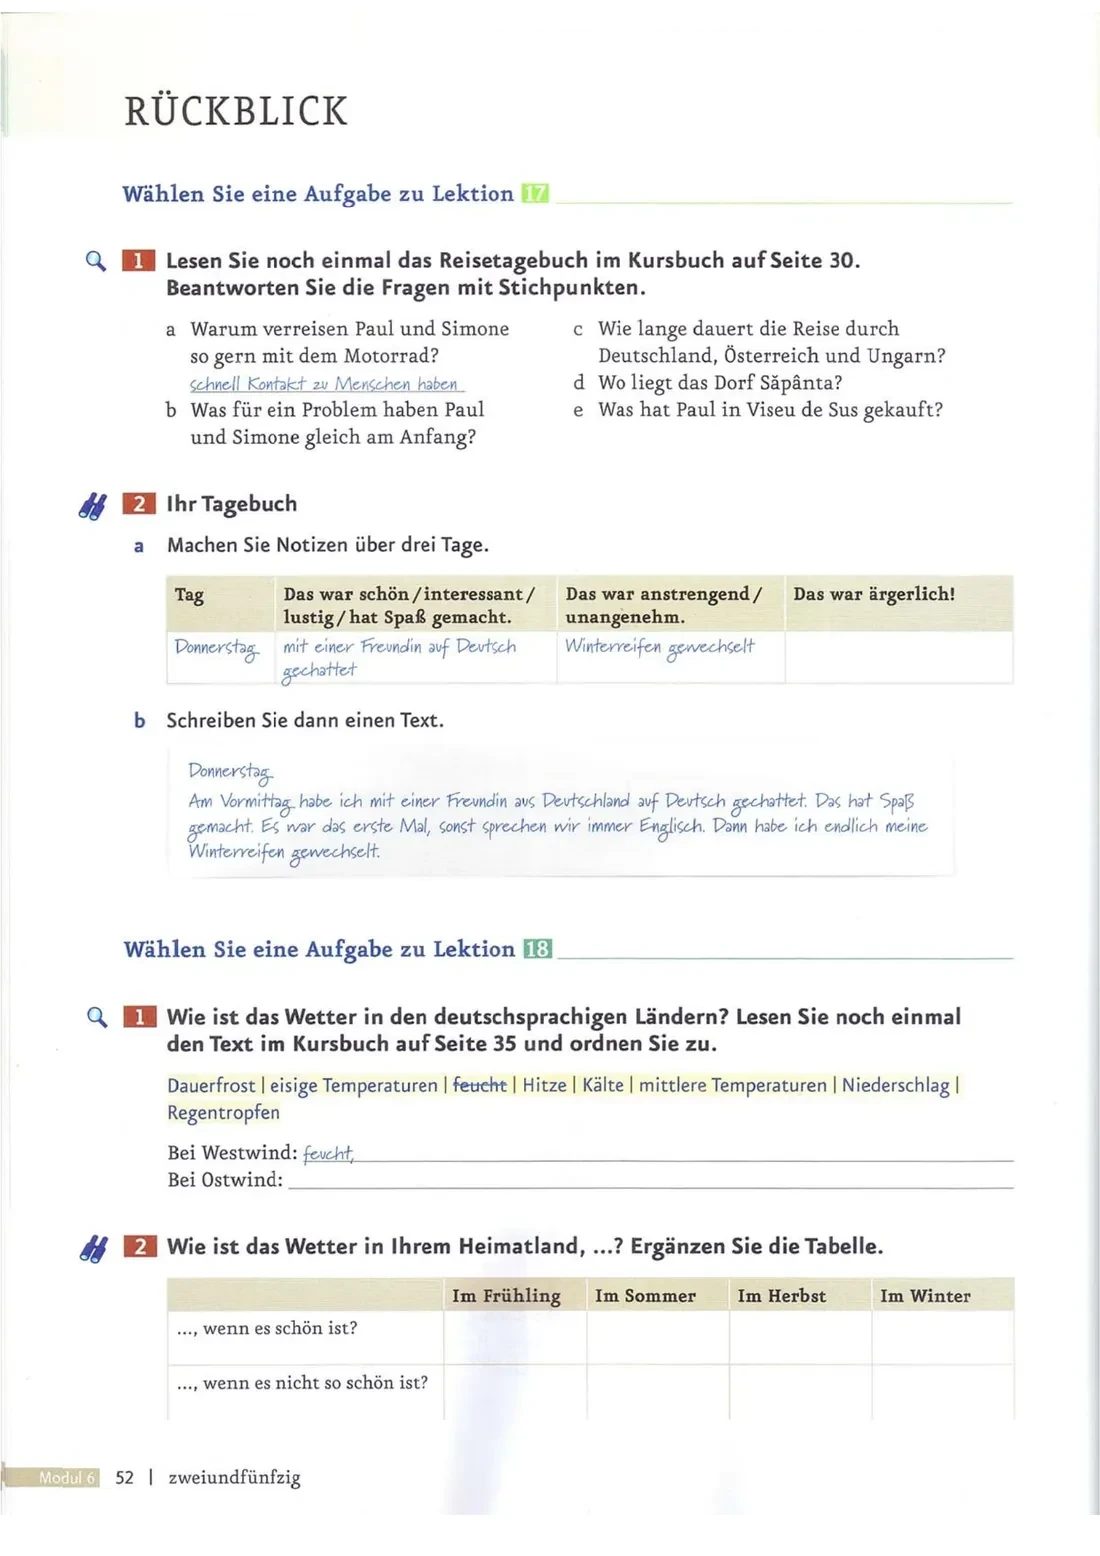 RÜCKBLICK
Wählen Sie eine Aufgabe zu Lektion 17
1 Lesen Sie noch einmal das Reisetagebuch im Kursbuch auf Seite 30.
Beantworten Sie die Fragen mit Stichpunkten.
a Warum verreisen Paul und Simone
so gern mit dem Motorrad?
schnell Kontakt zu Menschen haben
b Was für ein Problem haben Paul
und Simone gleich am Anfang?
c Wie lange dauert die Reise durch
Deutschland, Österreich und Ungarn?
d Wo liegt das Dorf Săpânta?
e Was hat Paul in Viseu de Sus gekauft?
2 Ihr Tagebuch
a Machen Sie Notizen über drei Tage.
Tag
Das war schön / interessant /
lustig / hat Spaß gemacht.
Das war anstrengend /
unangenehm.
Das war ärgerlich!
Donnerstag
mit einer Freundin auf Deutsch
gechattet
Winterreifen gewechselt
b Schreiben Sie dann einen Text.
Donnerstag
Am Vormittag habe ich mit einer Freundin aus Deutschland auf Deutsch gechattet. Das hat Spaß
gemacht. Es war das erste Mal, sonst sprechen wir immer Englisch. Dann habe ich endlich meine
Winterreifen gewechselt.
Wählen Sie eine Aufgabe zu Lektion 18
1 Wie ist das Wetter in den deutschsprachigen Ländern? Lesen Sie noch einmal
den Text im Kursbuch auf Seite 35 und ordnen Sie zu.
Dauerfrost | eisige Temperaturen | feucht | Hitze | Kälte | mittlere Temperaturen | Niederschlag |
Regentropfen
Bei Westwind: feucht,
Bei Ostwind:
2 Wie ist das Wetter in Ihrem Heimatland, ...? Ergänzen Sie die Tabelle.
Im Frühling Im Sommer Im Herbst Im Winter
..., wenn es schön ist?
..., wenn es nicht so schön ist?
Modul 6 52 | zweiundfünfzig